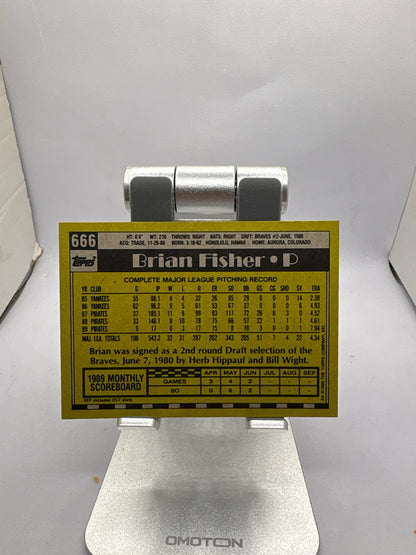 666
HT: 6'4" WT: 210 THROWS: RIGHT BATS: RIGHT DRAFT: BRAVES #2-JUNE, 1980
ACQ: TRADE, 11-26-86 BORN: 3-18-62, HONOLULU, HAWAII HOME: AURORA, COLORADO
Topps
Brian Fisher • P
COMPLETE MAJOR LEAGUE PITCHING RECORD
YR CLUB G IP W L R ER SO BB GS CG SHO SV ERA
85 YANKEES 55 98.1 4 4 32 26 85 29 0 0 0 14 2.38
86 YANKEES 62 96.2 9 5 61 53 67 37 0 0 0 6 4.93
87 PIRATES 37 185.1 11 9 99 93 117 72 26 6 3 0 4.52
88 PIRATES 33 146.1 8 10 78 75 66 57 22 1 1 1 4.61
89 PIRATES 9 17 0 3 17 15 8 10 3 0 0 1 7.94
MAJ. LEA. TOTALS 196 543.2 32 31 287 262 343 205 51 7 4 22 4.34
Brian was signed as a 2nd round Draft selection of the
Braves, June 7, 1980 by Herb Hippauf and Bill Wight.
1989 MONTHLY
SCOREBOARD
APR MAY JUN JUL AUG SEP
GAMES 3 4 2 - - -
SO 0 6 2 - - -
SEP includes OCT stats
OMOTON